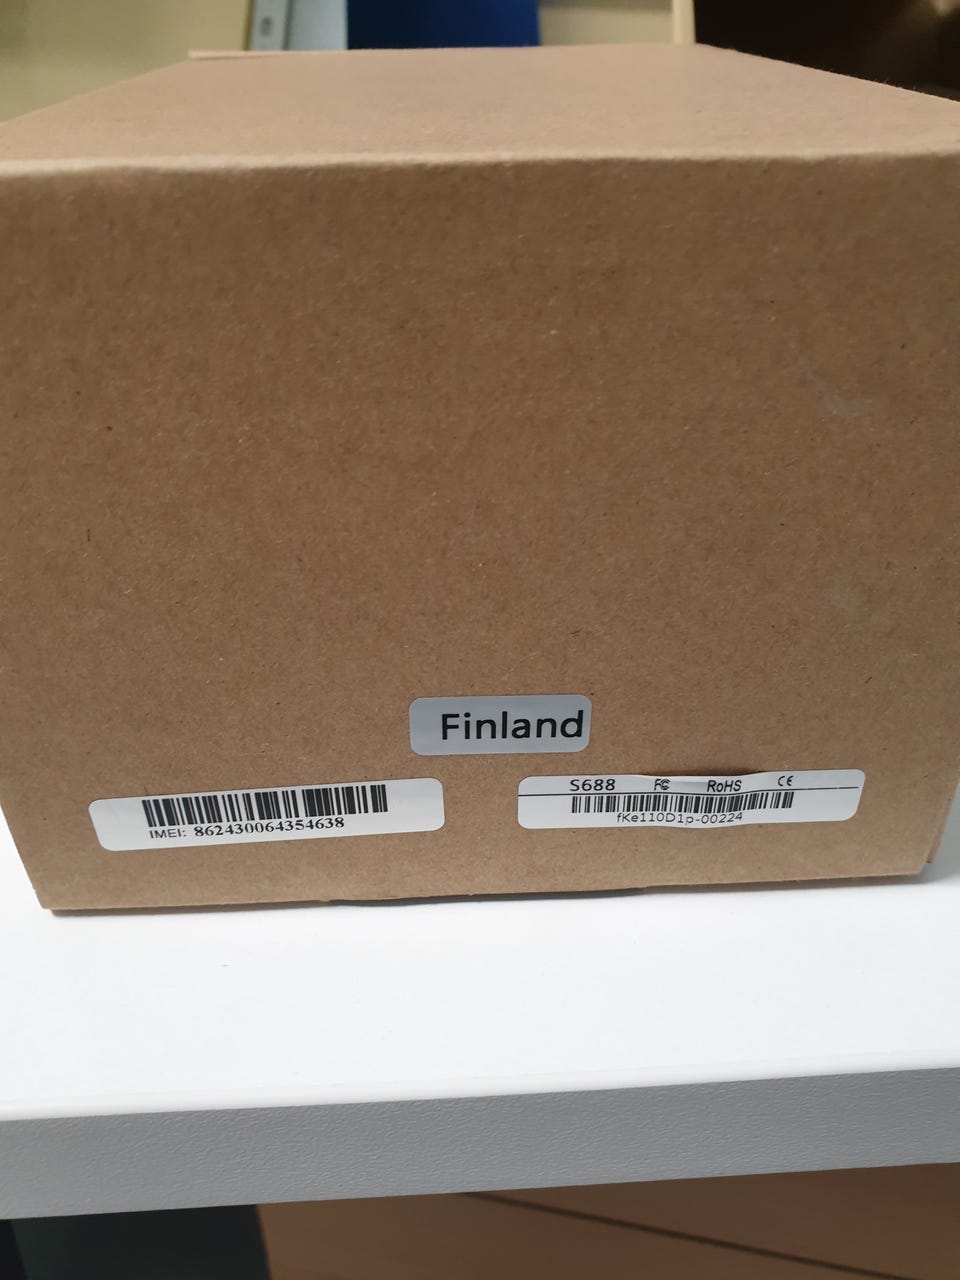 Finland
IMEI: 862430064354638
S688 FC RoHS CE
fKe110D1p-00224